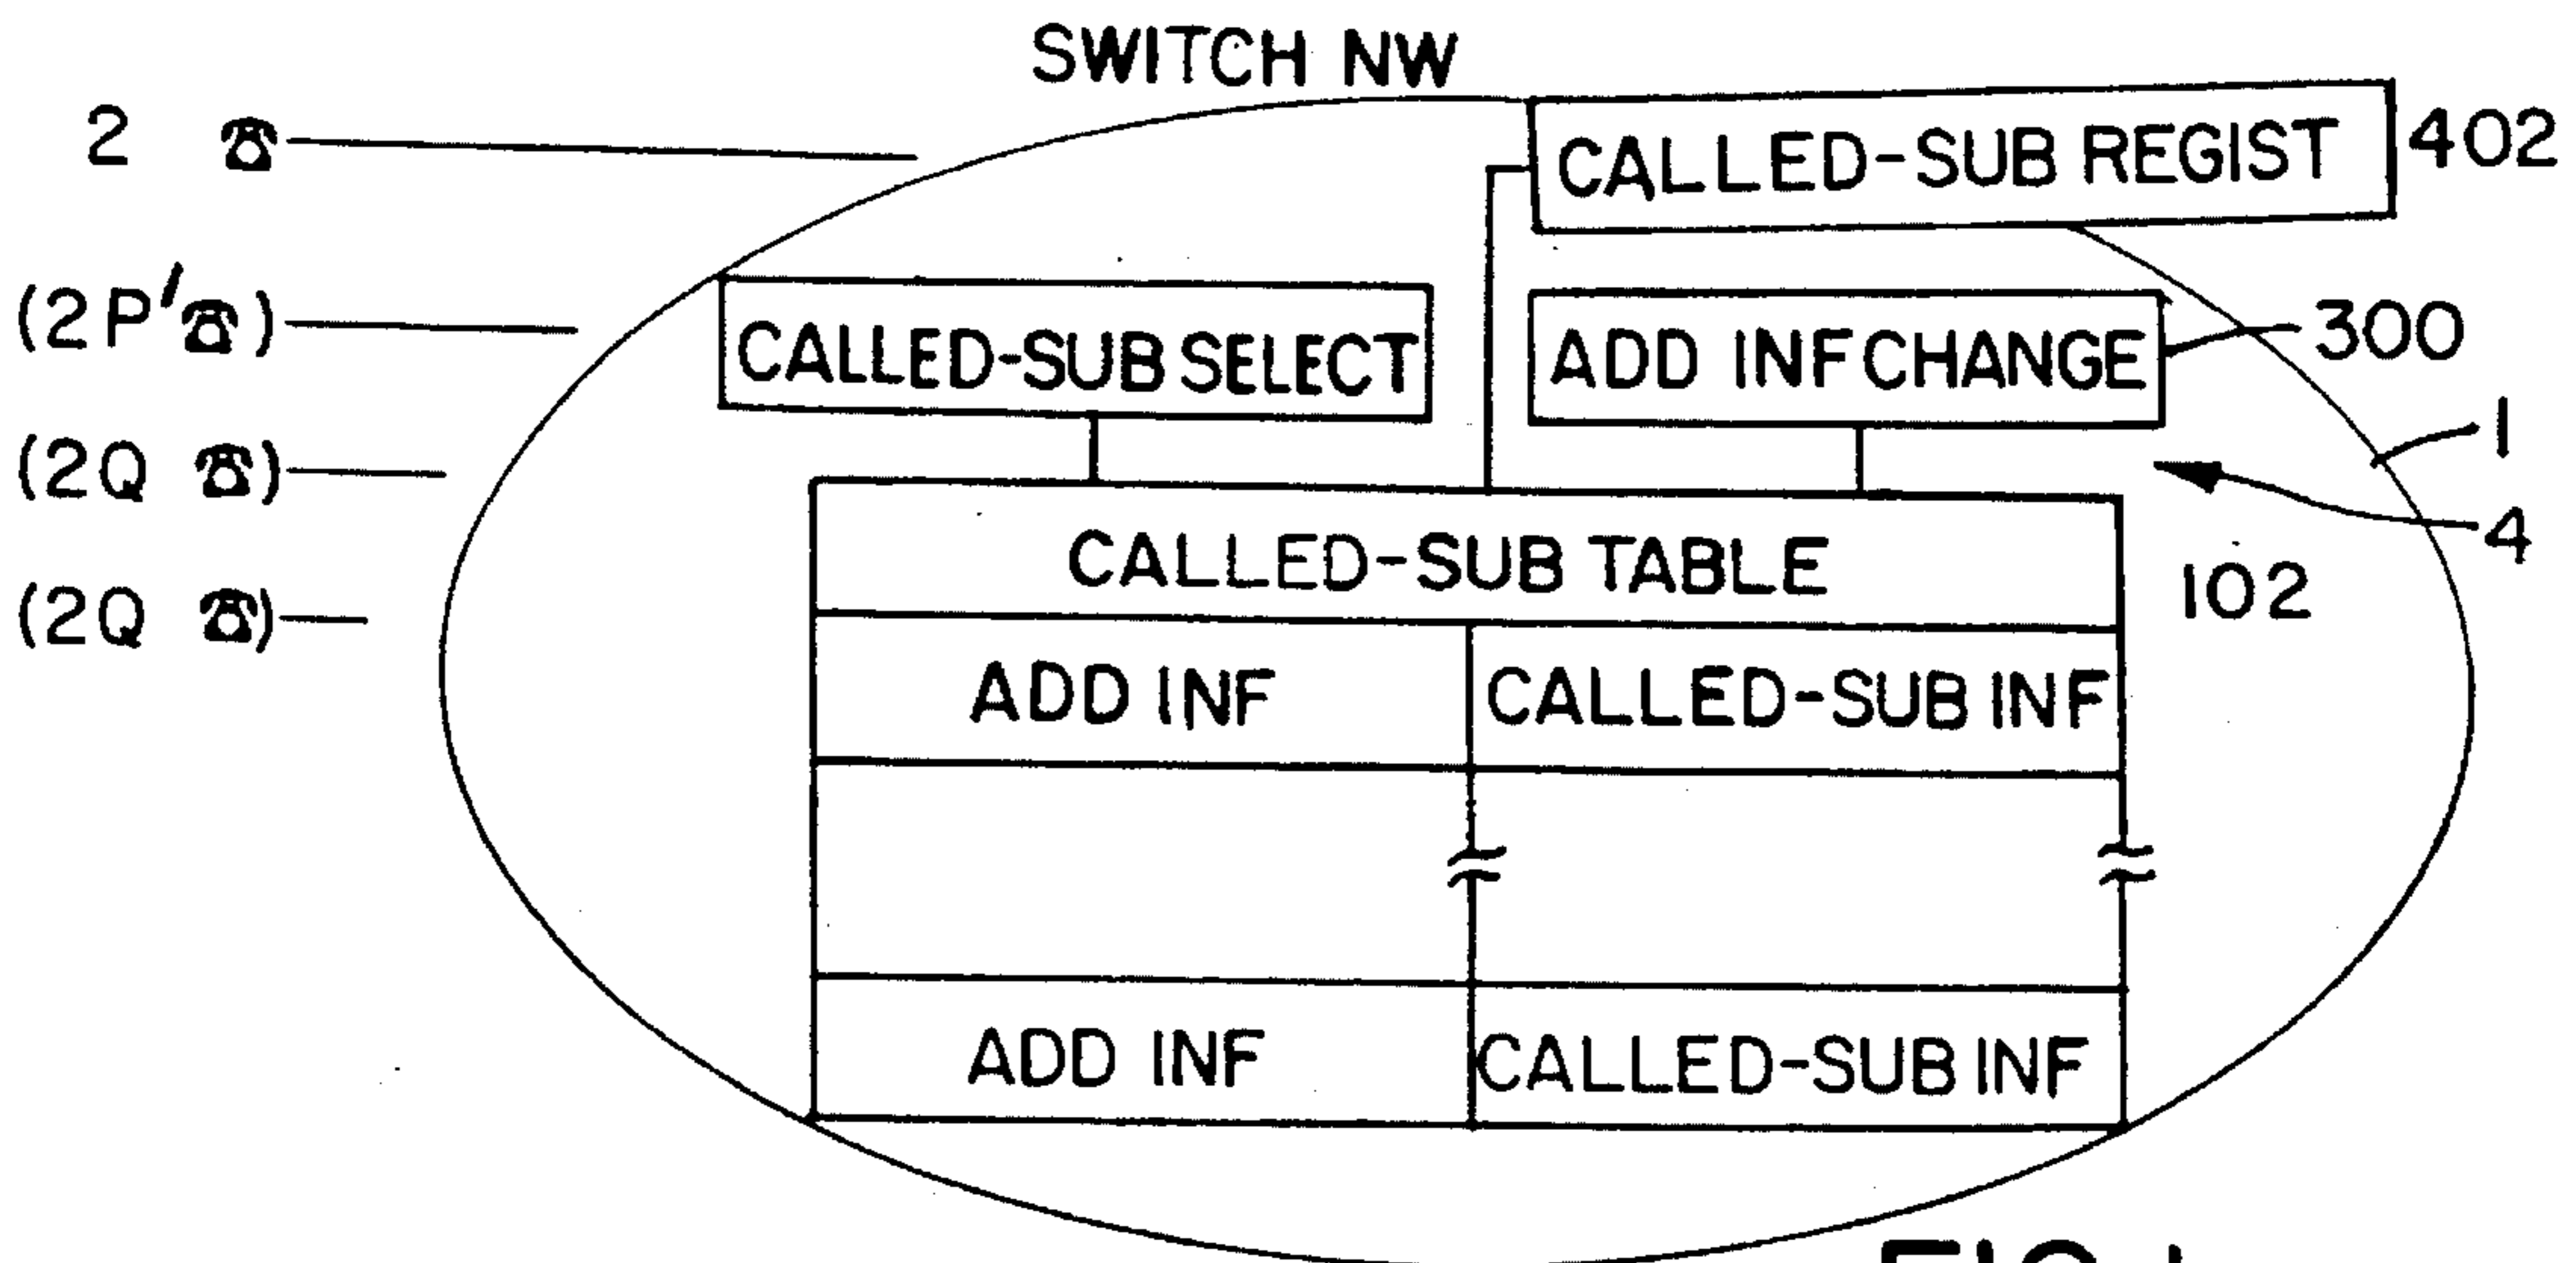 SWITCH NW
2 ☎
CALLED-SUB REGIST 402
(2P'☎)
CALLED-SUB SELECT
ADD INF CHANGE 300
(2Q ☎)
1
4
CALLED-SUB TABLE
102
(2Q ☎)
ADD INF CALLED-SUB INF
ADD INF CALLED-SUB INF